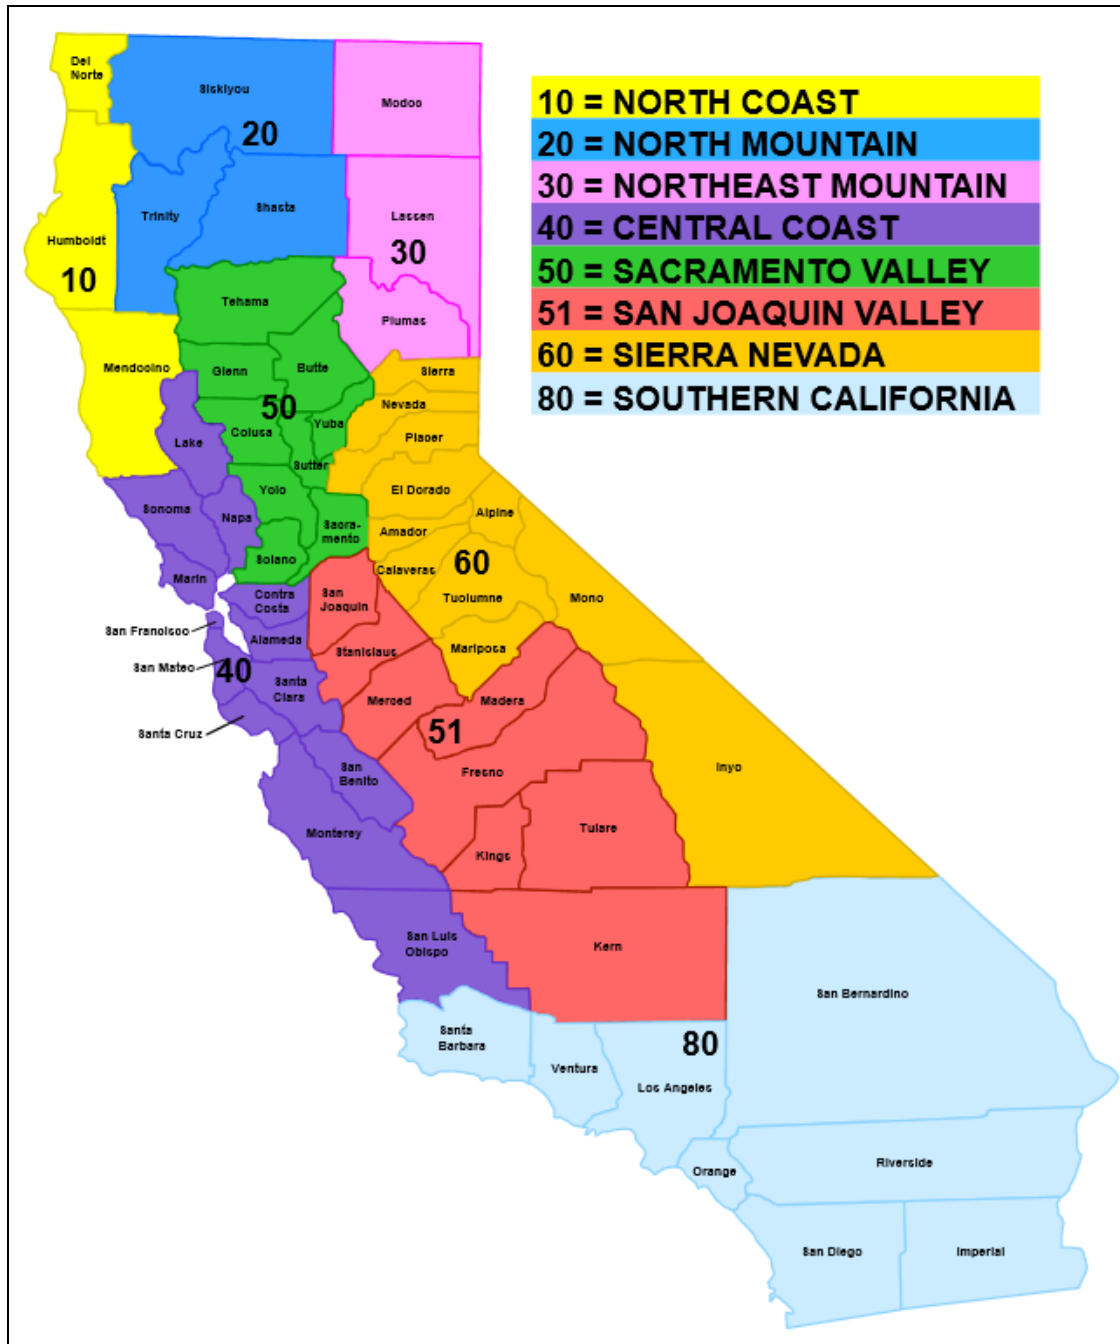 Del
Norte
Siskiyou
Modoc
20
10 = NORTH COAST
20 = NORTH MOUNTAIN
30 = NORTHEAST MOUNTAIN
40 = CENTRAL COAST
50 = SACRAMENTO VALLEY
51 = SAN JOAQUIN VALLEY
60 = SIERRA NEVADA
80 = SOUTHERN CALIFORNIA
Trinity
Shasta
Lassen
Humboldt
30
10
Tehama
Plumas
Mendocino
Glenn
Butte
Sierra
50
Nevada
Colusa
Yuba
Placer
Lake
Sutter
Yolo
El Dorado
Sonoma
Napa
Sacra-
mento
Alpine
Amador
Solano
60
Calaveras
Marin
Contra
Costa
San
Joaquin
Tuolumne
Mono
San Francisco
Alameda
Stanislaus
Mariposa
San Mateo
40
Santa
Clara
Merced
Madera
Santa Cruz
51
San
Benito
Fresno
Inyo
Monterey
Tulare
Kings
San Luis
Obispo
Kern
San Bernardino
Santa
Barbara
80
Ventura
Los Angeles
Orange
Riverside
San Diego
Imperial